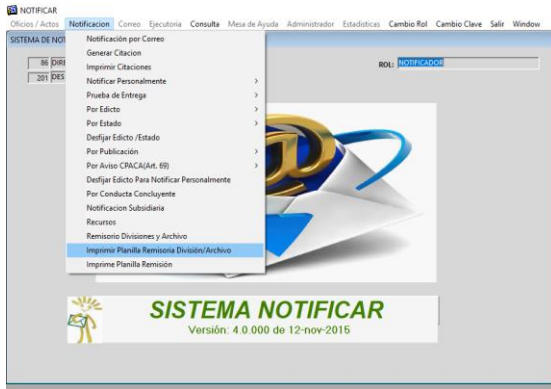 NOTIFICAR
Oficios / Actos Notificacion Correo Ejecutoria Consulta Mesa de Ayuda Administrador Estadísticas Cambio Rol Cambio Clave Salir Window
SISTEMA DE NOT
86 DIRE
ROL: NOTIFICADOR
201 DES
Notificación por Correo
Generar Citacion
Imprimir Citaciones
Notificar Personalmente
Prueba de Entrega
Por Edicto
Por Estado
Desfijar Edicto /Estado
Por Publicación
Por Aviso CPACA(Art. 69)
Desfijar Edicto Para Notificar Personalmente
Por Conducta Concluyente
Notificacion Subsidiaria
Recursos
Remisorio Divisiones y Archivo
Imprimir Planilla Remisoria División/Archivo
Imprime Planilla Remisión
SISTEMA NOTIFICAR
Versión: 4.0.000 de 12-nov-2015